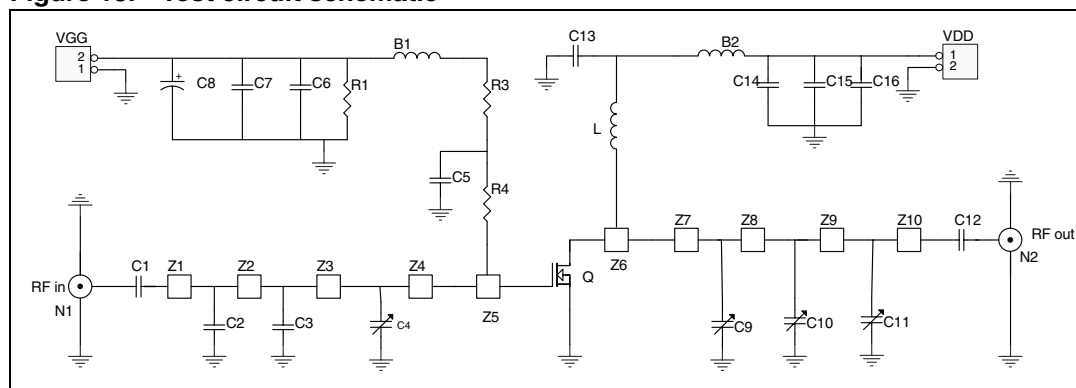 Figure 10. Test circuit schematic
VGG
2
1
C8
+
C7
C6
R1
B1
R3
C5
R4
C13
B2
VDD
1
2
C14
C15
C16
L
RF in
N1
C1
Z1
Z2
Z3
Z4
Z5
C2
C3
C4
Q
Z6
Z7
Z8
Z9
Z10
C12
RF out
N2
C9
C10
C11